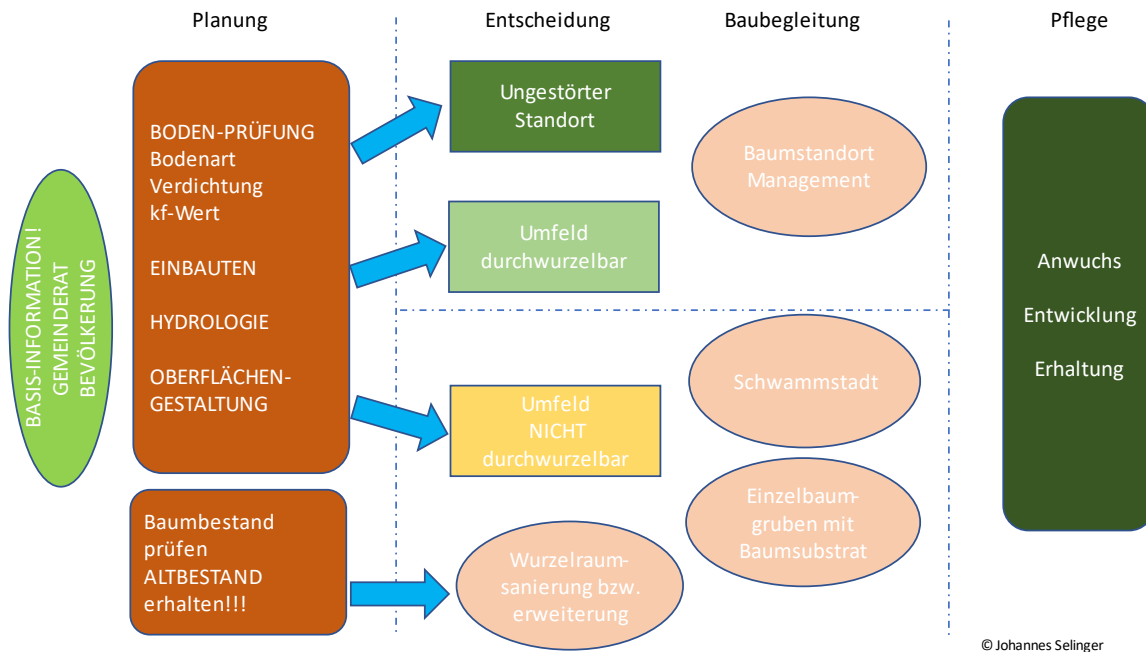 Planung
Entscheidung
Baubegleitung
Pflege
BASIS-INFORMATION!
GEMEINDERAT
BEVÖLKERUNG
BODEN-PRÜFUNG
Bodenart
Verdichtung
kf-Wert
EINBAUTEN
HYDROLOGIE
OBERFLÄCHEN-
GESTALTUNG
Baumbestand
prüfen
ALTBESTAND
erhalten!!!
Ungestörter
Standort
Umfeld
durchwurzelbar
Umfeld
NICHT
durchwurzelbar
Wurzelraum-
sanierung bzw.
erweiterung
Baumstandort
Management
Schwammstadt
Einzelbaum-
gruben mit
Baumsubstrat
Anwuchs
Entwicklung
Erhaltung
© Johannes Selinger